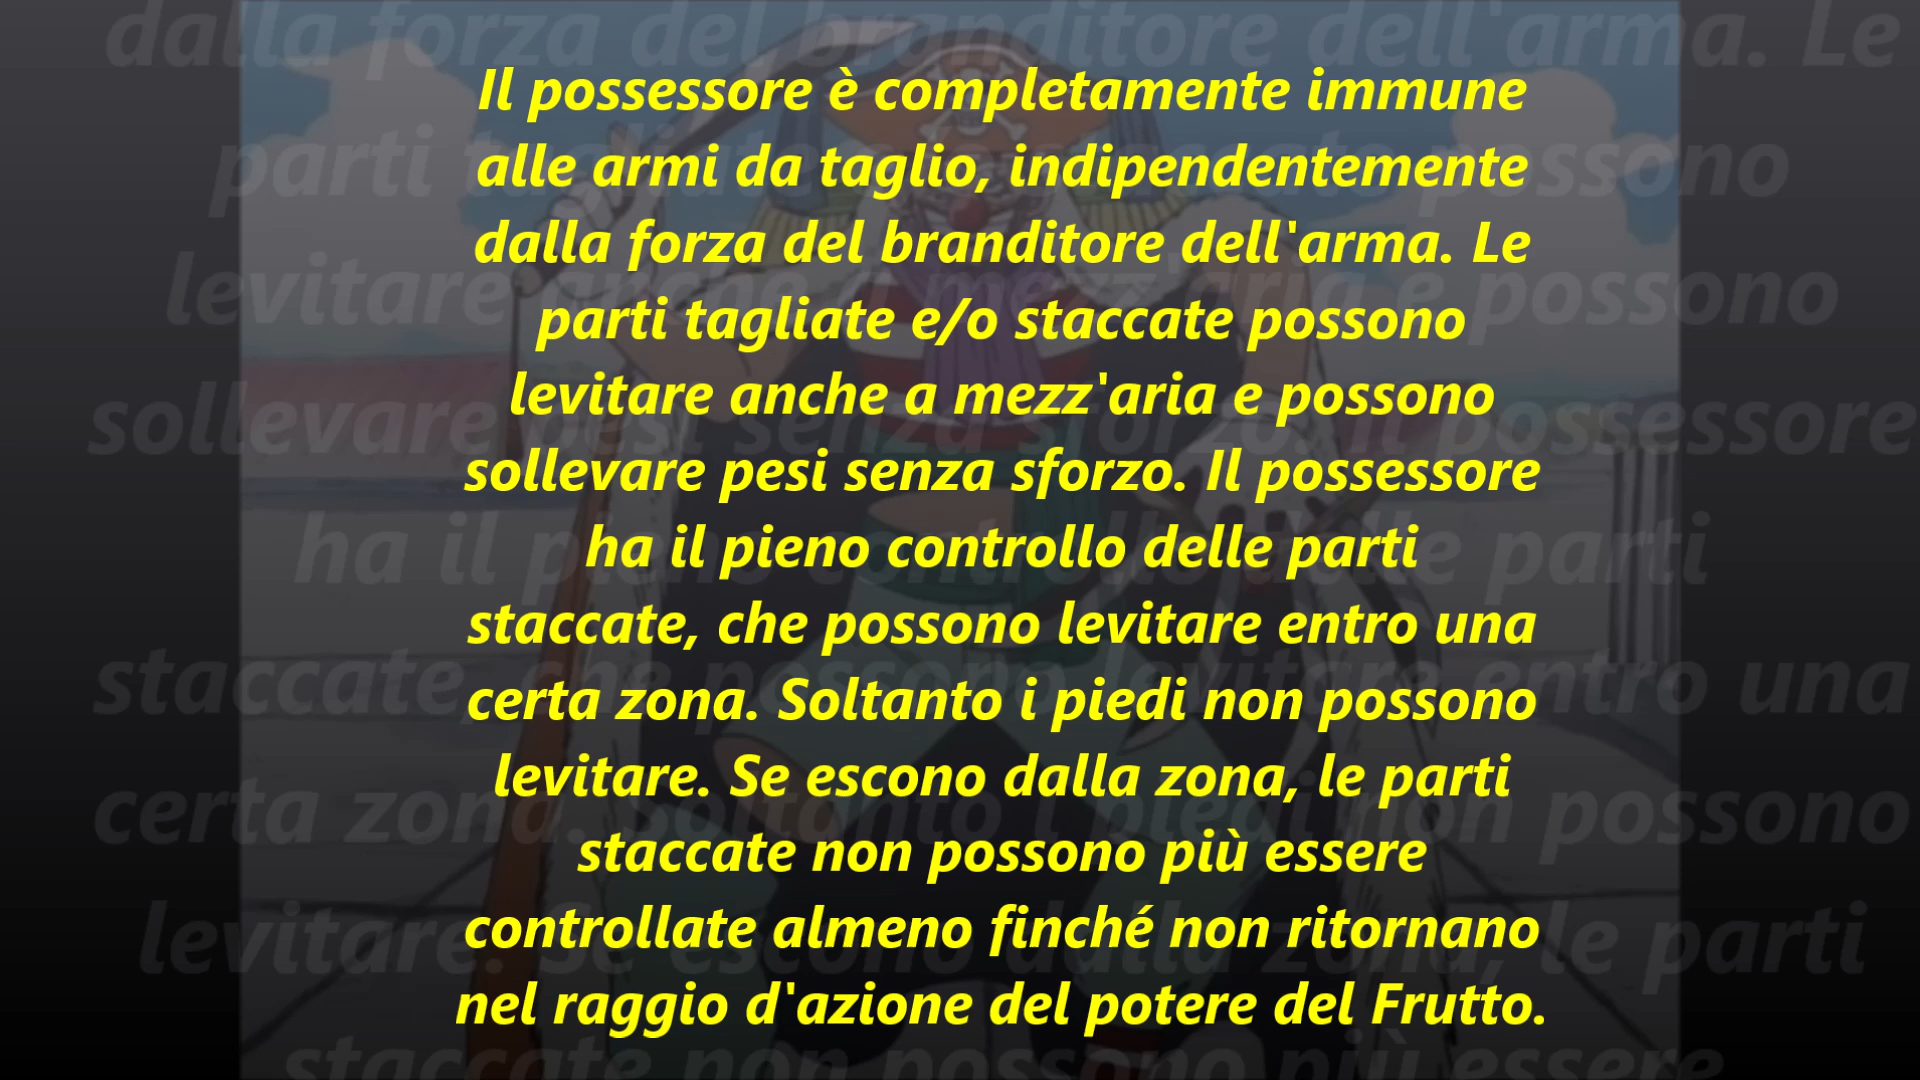 Il possessore è completamente immune
alle armi da taglio, indipendentemente
dalla forza del branditore dell'arma. Le
parti tagliate e/o staccate possono
levitare anche a mezz'aria e possono
sollevare pesi senza sforzo. Il possessore
ha il pieno controllo delle parti
staccate, che possono levitare entro una
certa zona. Soltanto i piedi non possono
levitare. Se escono dalla zona, le parti
staccate non possono più essere
controllate almeno finché non ritornano
nel raggio d'azione del potere del Frutto.